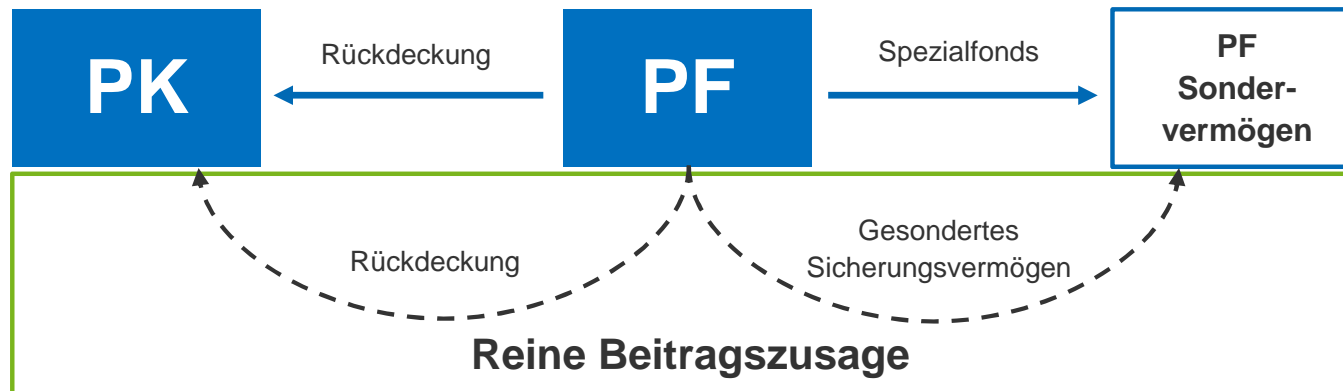 PK
Rückdeckung
PF
Spezialfonds
PF
Sonder-
vermögen
Rückdeckung
Gesondertes
Sicherungsvermögen
Reine Beitragszusage